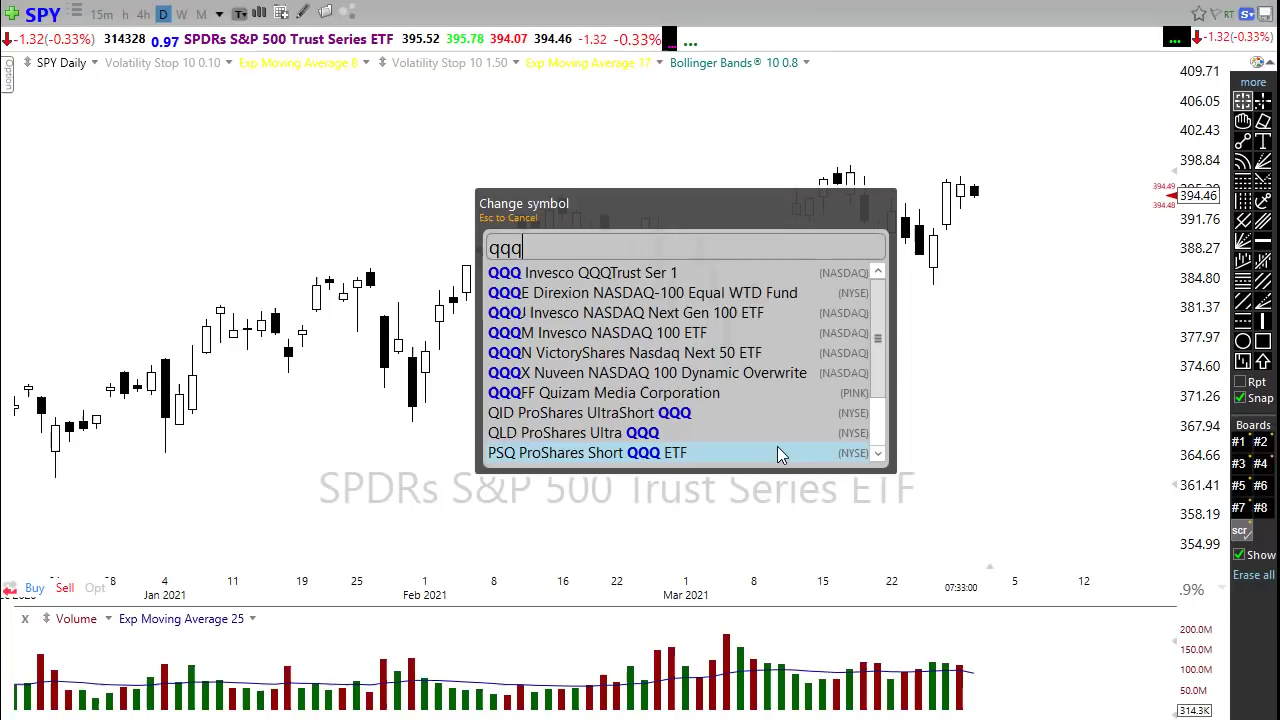 SPY 15m 1h 4h D W M T RT S
-1.32(-0.33%) 314328 0.97 SPDRs S&P 500 Trust Series ETF 395.52 395.78 394.07 394.46 -1.32 -0.33% ... ... -1.32(-0.33%)
Option SPY Daily Volatility Stop 10 0.10 Exp Moving Average 8 Volatility Stop 10 1.50 Exp Moving Average 17 Bollinger Bands® 10 0.8
409.71
more
406.05
402.43
398.84
394.49
394.46
394.48
391.76
388.27
384.80
381.37
377.97
374.60
371.26
367.94
364.66
361.41
358.19
354.99
Change symbol
Esc to Cancel
qqq
QQQ Invesco QQQTrust Ser 1 (NASDAQ)
QQQE Direxion NASDAQ-100 Equal WTD Fund (NYSE)
QQQJ Invesco NASDAQ Next Gen 100 ETF (NASDAQ)
QQQM Invesco NASDAQ 100 ETF (NASDAQ)
QQQN VictoryShares Nasdaq Next 50 ETF (NASDAQ)
QQQX Nuveen NASDAQ 100 Dynamic Overwrite (NASDAQ)
QQQFF Quizam Media Corporation (PINK)
QID ProShares UltraShort QQQ (NYSE)
QLD ProShares Ultra QQQ (NYSE)
PSQ ProShares Short QQQ ETF (NYSE)
SPDRs S&P 500 Trust Series ETF
Rpt
Snap
Boards
#1 #2
#3 #4
#5 #6
#7 #8
scr
Show
Erase all
28 4 11 19 25 1 8 16 22 1 8 15 22 07:33:00 5 12
Buy Sell Opt
Jan 2021 Feb 2021 Mar 2021
.9%
x Volume Exp Moving Average 25
200.0M
150.0M
100.0M
50.0M
314.3K